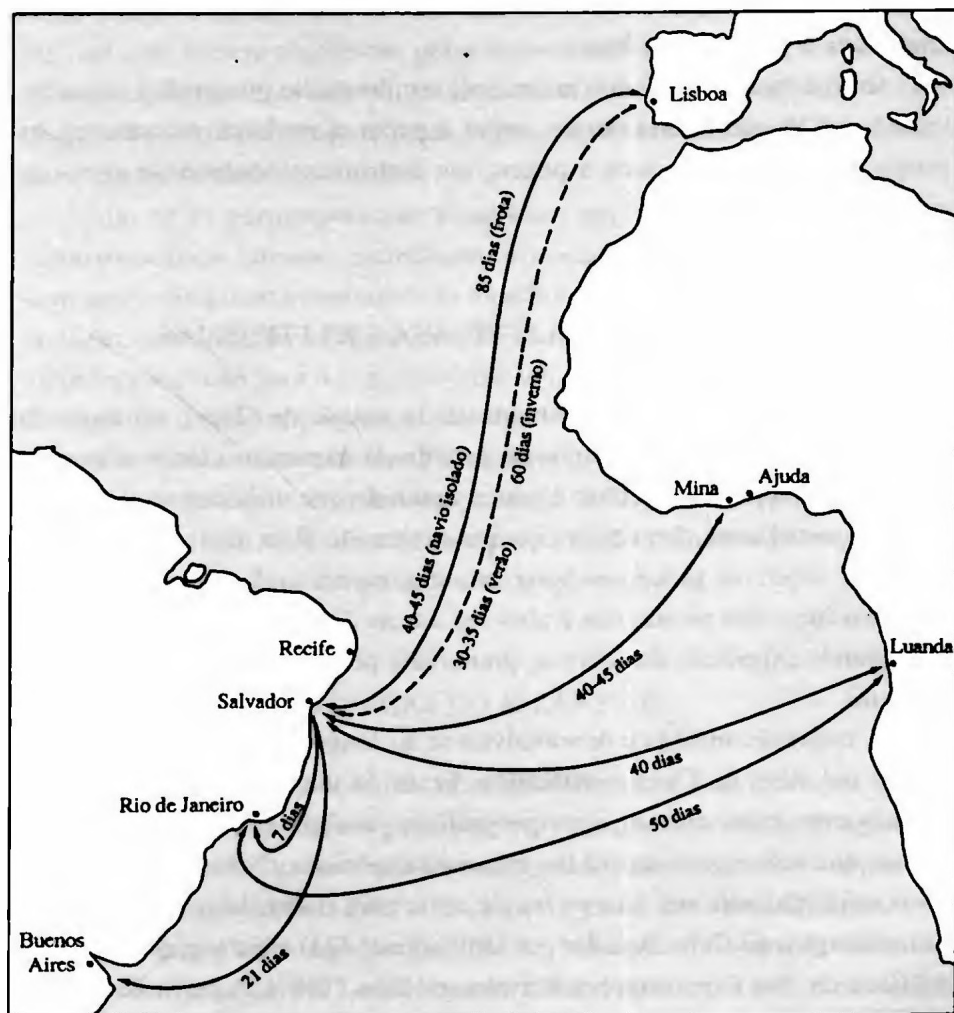 Lisboa
85 dias (frota)
60 dias (inverno)
Mina
Ajuda
40-45 dias (navio isolado)
30-35 dias (verão)
Recife
Luanda
Salvador
40-45 dias
40 dias
Rio de Janeiro
7 dias
50 dias
Buenos
Aires
21 dias